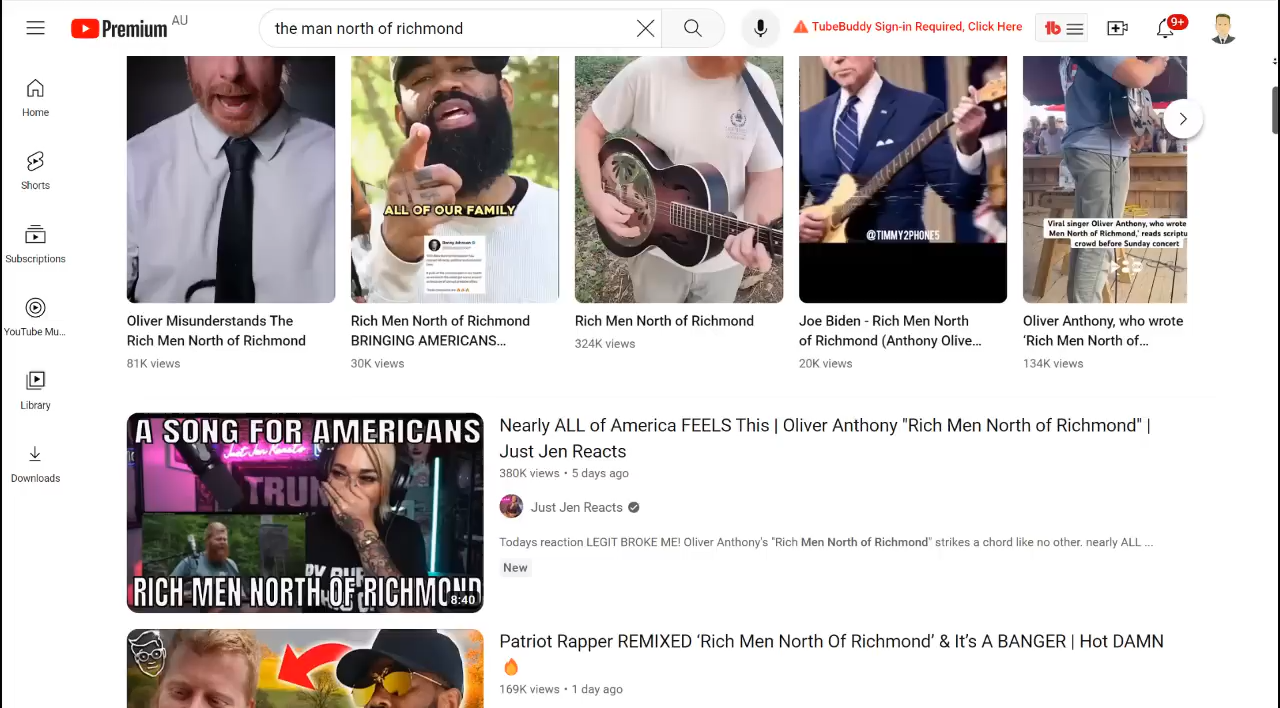 Premium AU
the man north of richmond
TubeBuddy Sign-in Required, Click Here
tb
9+
Home
Shorts
Subscriptions
YouTube Mu...
Library
Downloads
ALL OF OUR FAMILY
@TIMMY2PHONE5
Viral singer Oliver Anthony, who wrote
Men North of Richmond,' reads scriptu
crowd before Sunday concert
Oliver Misunderstands The
Rich Men North of Richmond
81K views
Rich Men North of Richmond
BRINGING AMERICANS...
30K views
Rich Men North of Richmond
324K views
Joe Biden - Rich Men North
of Richmond (Anthony Olive...
20K views
Oliver Anthony, who wrote
‘Rich Men North of...
134K views
A SONG FOR AMERICANS
Just Jen Reacts
TRUM
RICH MEN NORTH OF RICHMOND
8:40
Nearly ALL of America FEELS This | Oliver Anthony "Rich Men North of Richmond" |
Just Jen Reacts
380K views • 5 days ago
Just Jen Reacts
Todays reaction LEGIT BROKE ME! Oliver Anthony's "Rich Men North of Richmond" strikes a chord like no other. nearly ALL ...
New
Patriot Rapper REMIXED ‘Rich Men North Of Richmond’ & It’s A BANGER | Hot DAMN
🔥
169K views • 1 day ago